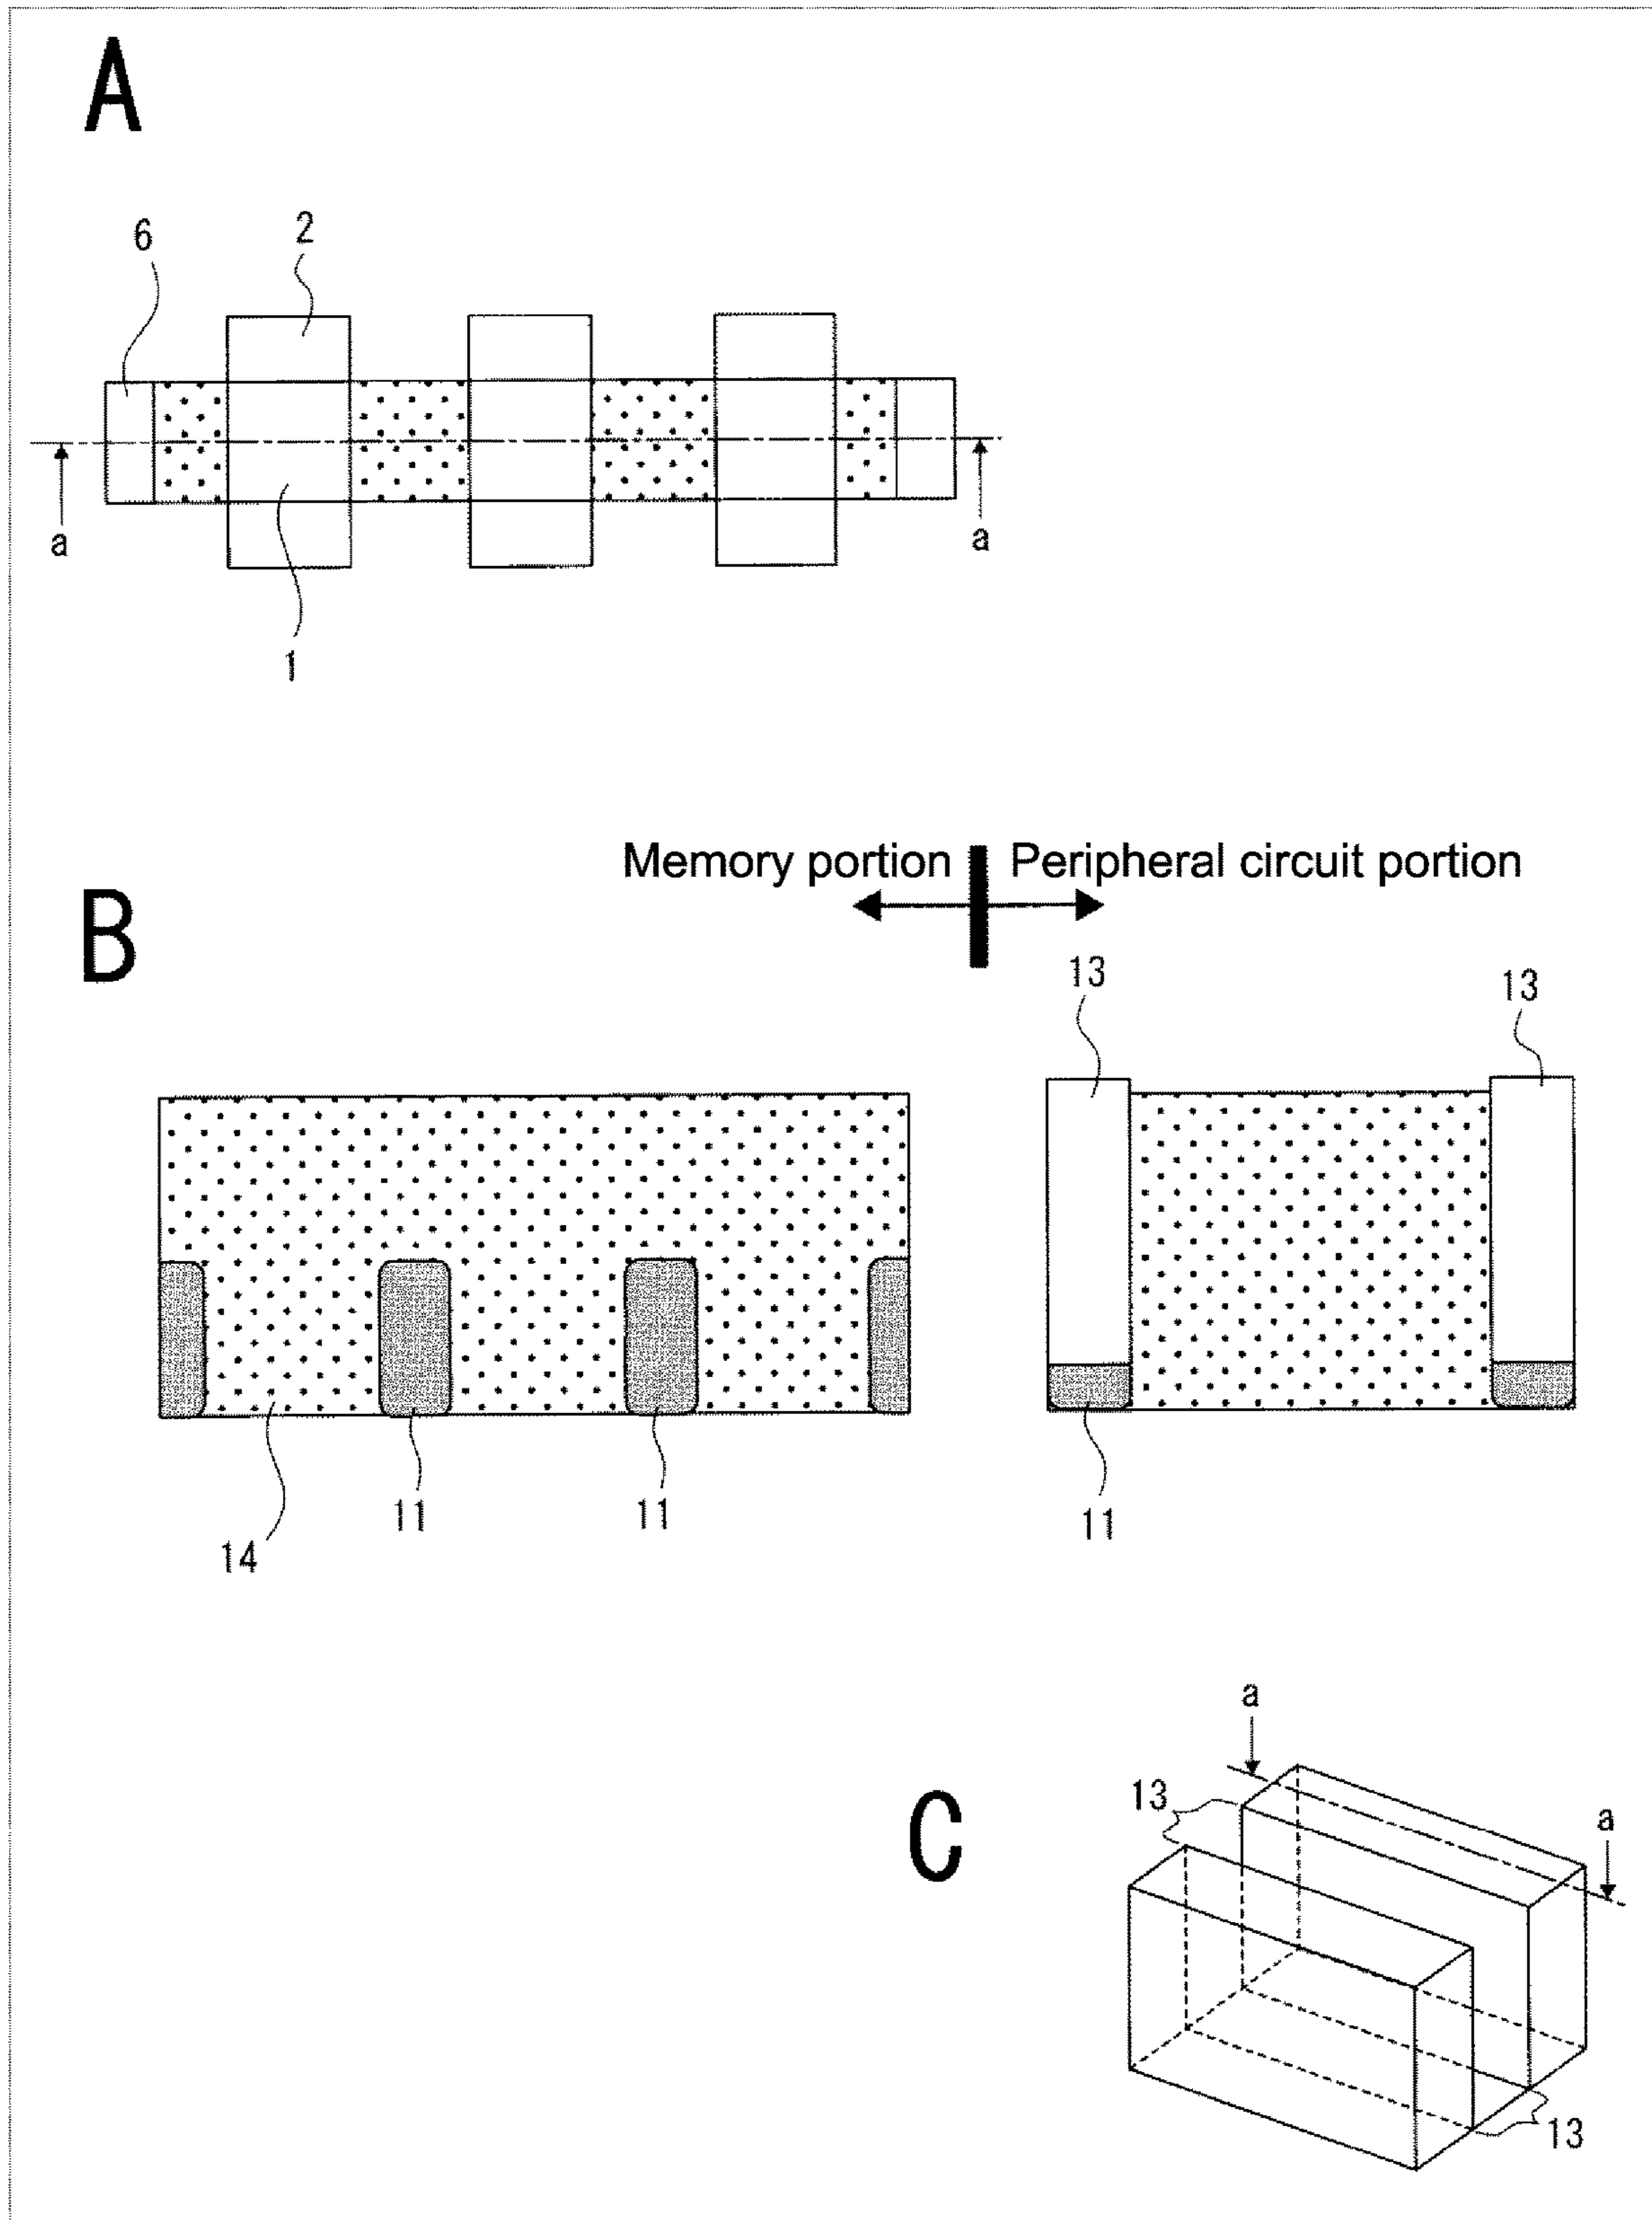 A
6
2
a
a
1
Memory portion
Peripheral circuit portion
B
13
13
14
11
11
11
C
a
13
a
13